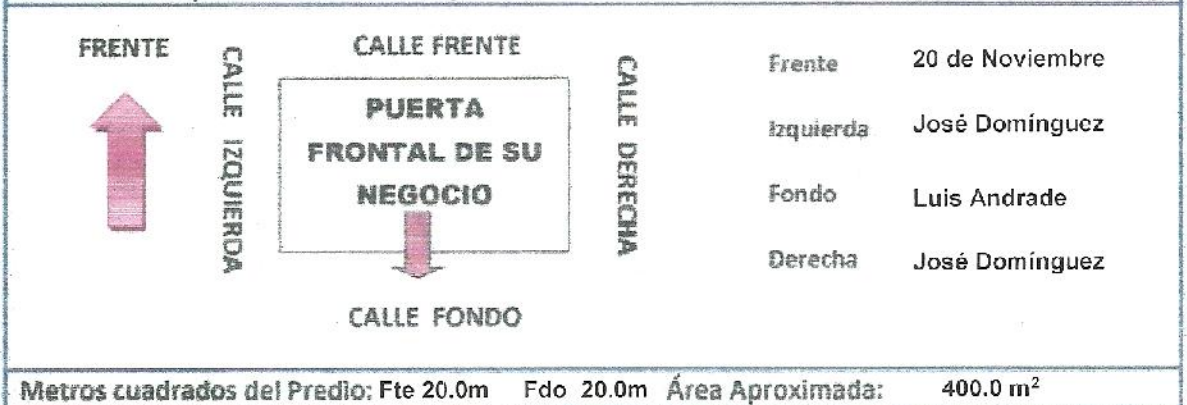 FRENTE
CALLE IZQUIERDA
CALLE FRENTE
PUERTA
FRONTAL DE SU
NEGOCIO
CALLE FONDO
CALLE DERECHA
Frente 20 de Noviembre
Izquierda José Domínguez
Fondo Luis Andrade
Derecha José Domínguez
Metros cuadrados del Predio: Fte 20.0m Fdo 20.0m Área Aproximada: 400.0 m²